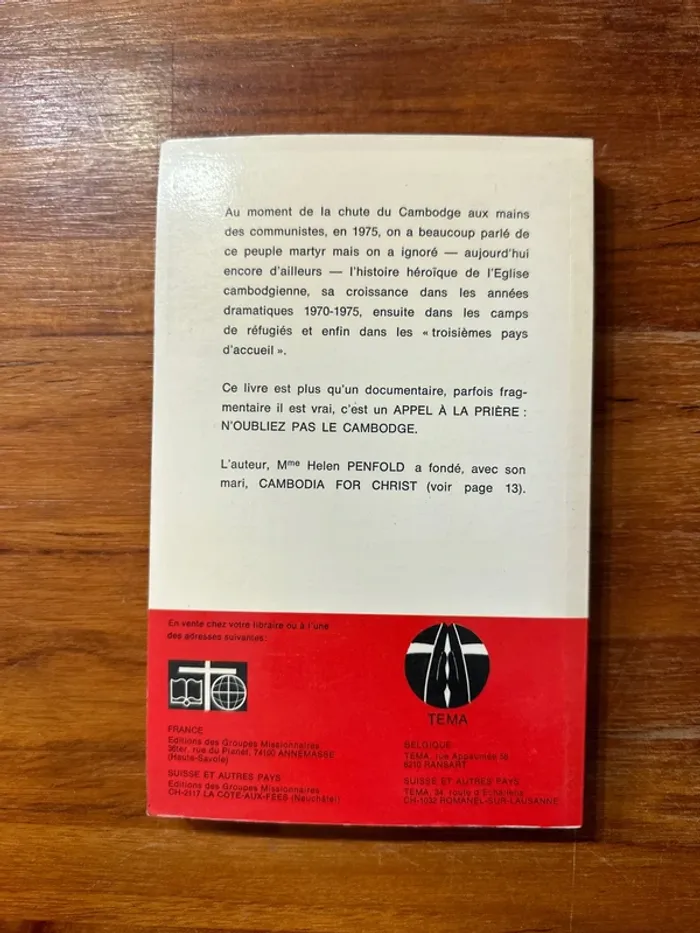 Au moment de la chute du Cambodge aux mains
des communistes, en 1975, on a beaucoup parlé de
ce peuple martyr mais on a ignoré — aujourd'hui
encore d'ailleurs — l'histoire héroïque de l'Eglise
cambodgienne, sa croissance dans les années
dramatiques 1970-1975, ensuite dans les camps
de réfugiés et enfin dans les « troisièmes pays
d'accueil ».
Ce livre est plus qu'un documentaire, parfois frag-
mentaire il est vrai, c'est un APPEL À LA PRIÈRE :
N'OUBLIEZ PAS LE CAMBODGE.
L'auteur, Mme Helen PENFOLD a fondé, avec son
mari, CAMBODIA FOR CHRIST (voir page 13).
En vente chez votre libraire ou à l'une
des adresses suivantes :
FRANCE
Editions des Groupes Missionnaires
36ter, rue du Planet, 74100 ANNEMASSE
(Haute-Savoie)
SUISSE ET AUTRES PAYS
Editions des Groupes Missionnaires
CH-2117 LA CÔTE-AUX-FÉES (Neuchâtel)
TEMA
BELGIQUE
TEMA, rue Appaumée
RANSART
SUISSE ET AUTRES PAYS
TEMA, 34, route d'Echallens
CH-1032 ROMANEL-SUR-LAUSANNE